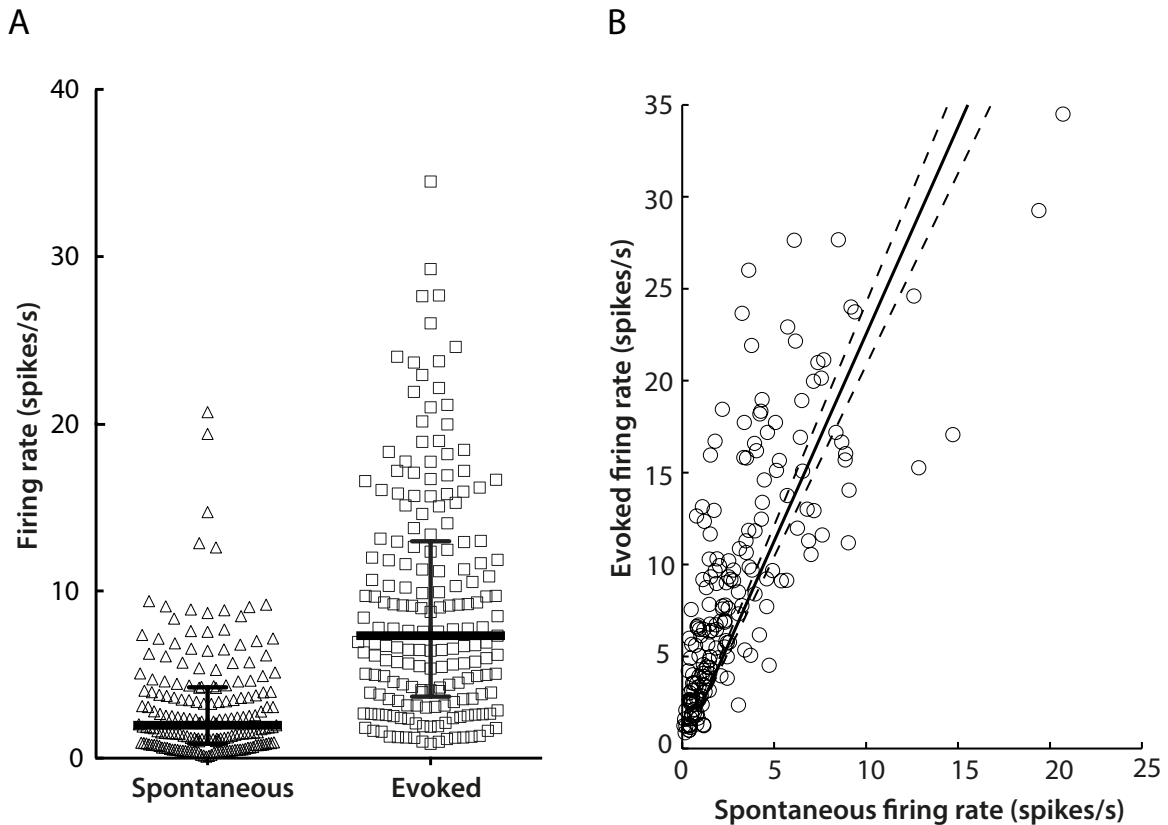 A
Firing rate (spikes/s)
40
30
20
10
0
Spontaneous Evoked
B
Evoked firing rate (spikes/s)
35
30
25
20
15
10
5
0
0 5 10 15 20 25
Spontaneous firing rate (spikes/s)